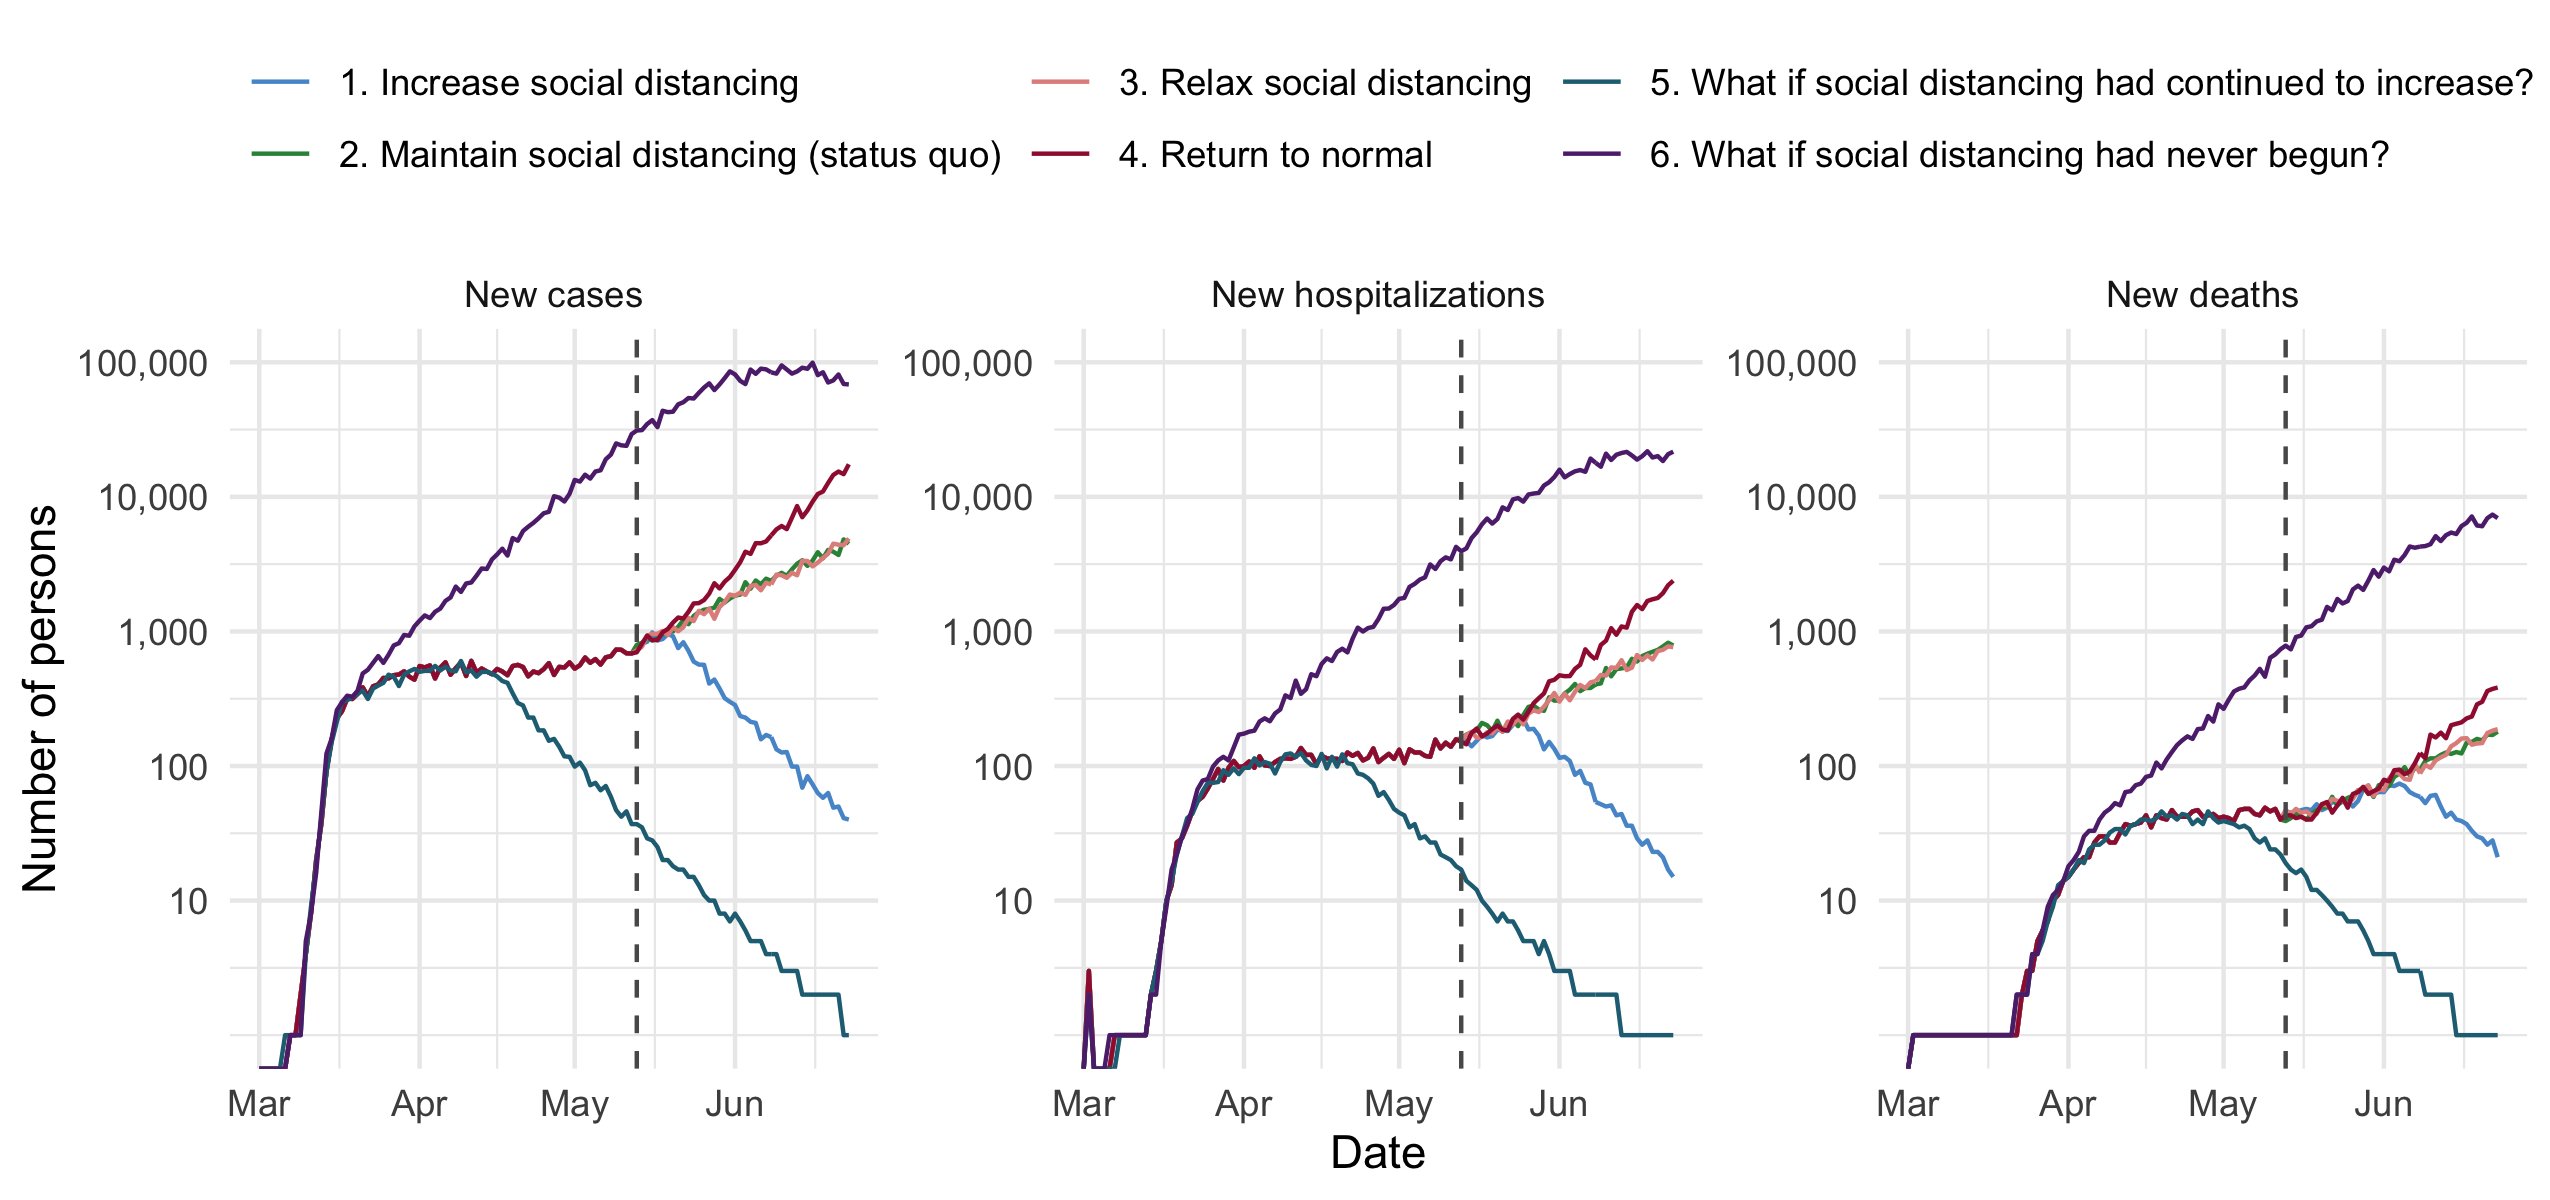 1. Increase social distancing
3. Relax social distancing
5. What if social distancing had continued to increase?
2. Maintain social distancing (status quo)
4. Return to normal
6. What if social distancing had never begun?
New cases
New hospitalizations
New deaths
Number of persons
100,000
10,000
1,000
100
10
Mar Apr May Jun
100,000
10,000
1,000
100
10
Mar Apr May Jun
100,000
10,000
1,000
100
10
Mar Apr May Jun
Date